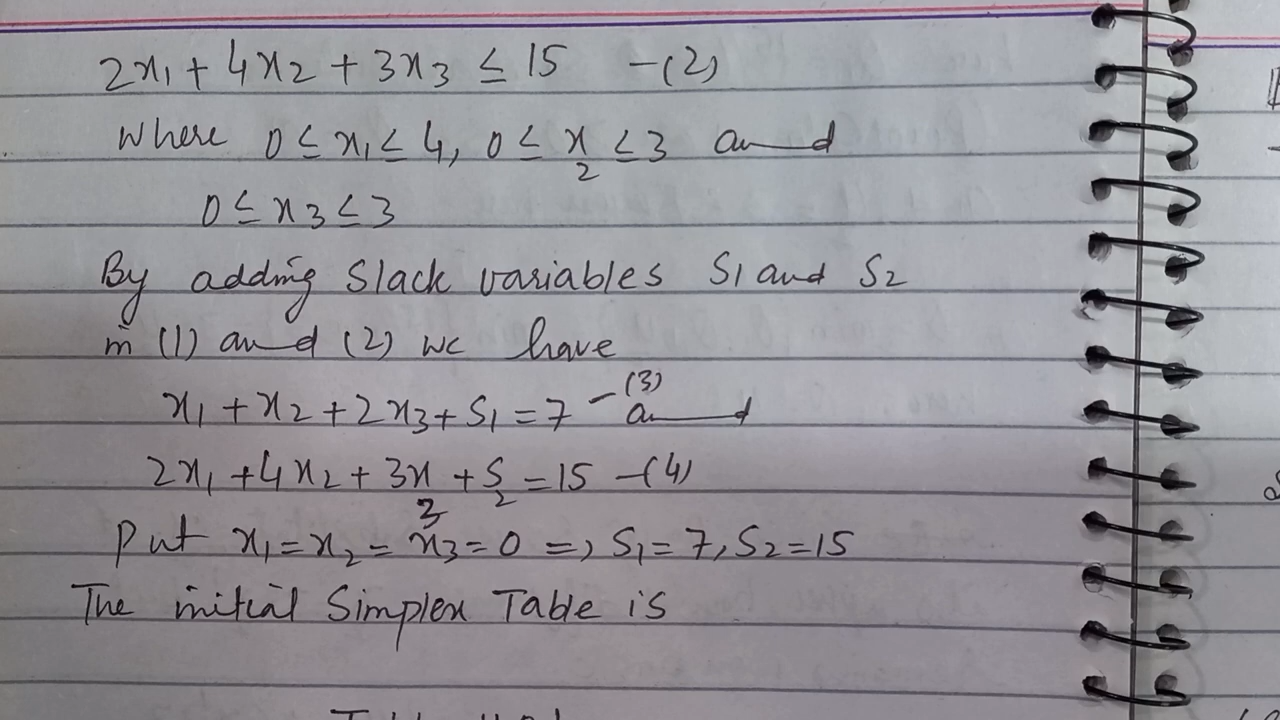 2x₁ + 4x₂ + 3x₃ ≤ 15 -(2)
Where 0 ≤ x₁ ≤ 4, 0 ≤ x₂ ≤ 3 and
0 ≤ x₃ ≤ 3
By adding Slack variables S1 and S2
in (1) and (2) we have
x₁ + x₂ + 2x₃ + S₁ = 7 -(3) and
2x₁ + 4x₂ + 3x₃ + S₂ = 15 -(4)
Put x₁ = x₂ = x₃ = 0 => S₁ = 7, S₂ = 15
The initial Simplex Table is